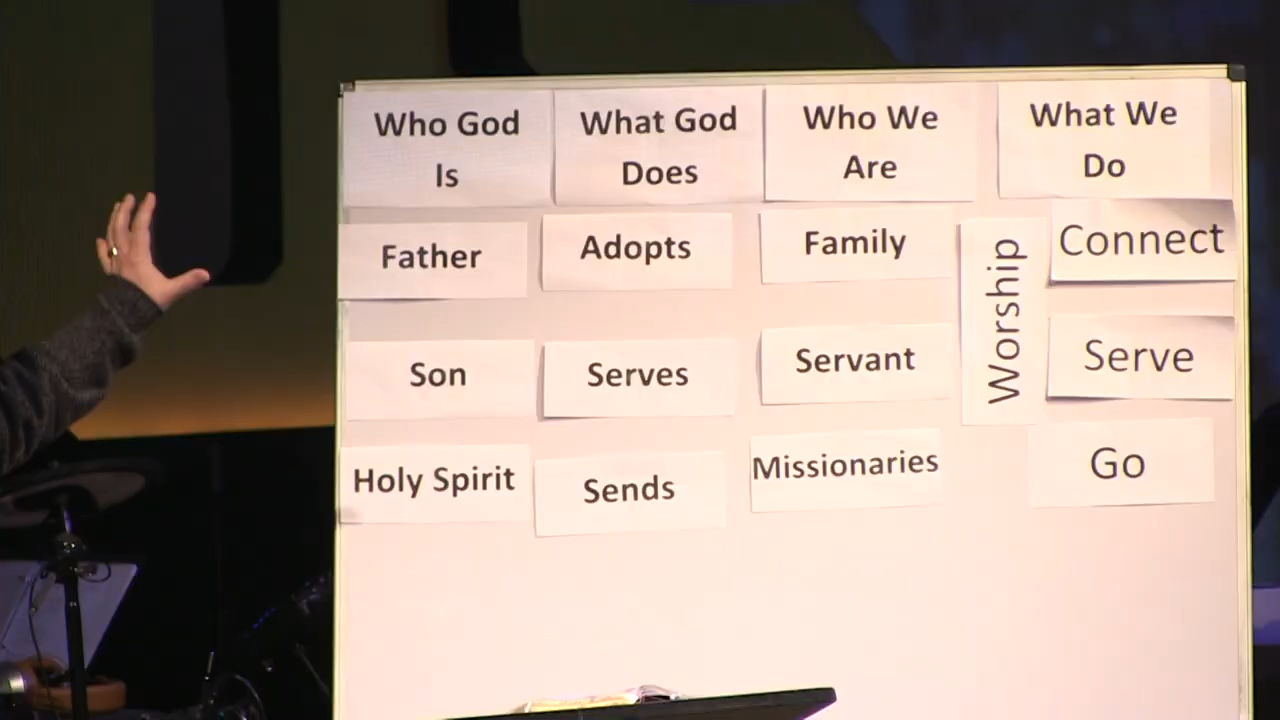 Who God
Is
What God
Does
Who We
Are
What We
Do
Father
Adopts
Family
Worship
Connect
Son
Serves
Servant
Serve
Holy Spirit
Sends
Missionaries
Go